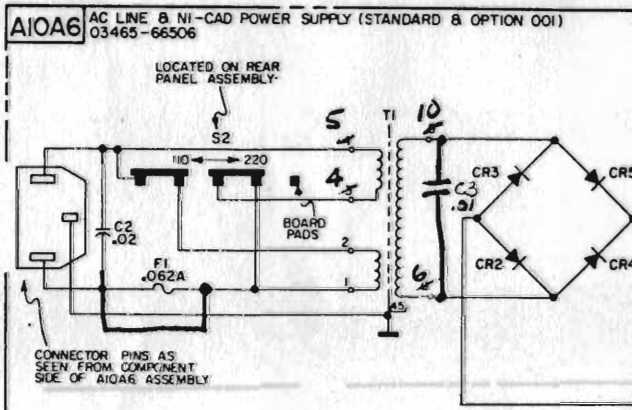 A10A6
AC LINE & NI-CAD POWER SUPPLY (STANDARD & OPTION 001)
03465-66506
LOCATED ON REAR
PANEL ASSEMBLY
S2
110
220
5
T1
10
4
C3
.01
CR3
CR5
BOARD
PADS
C2
.02
2
F1
.062A
1
6
CR2
CR4
CONNECTOR PINS AS
SEEN FROM COMPONENT
SIDE OF A10A6 ASSEMBLY